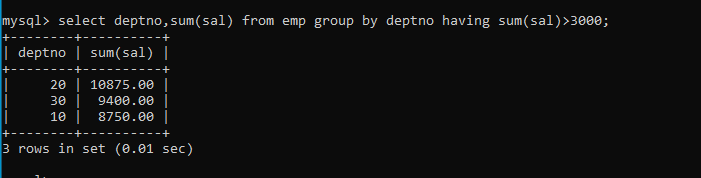 mysql> select deptno,sum(sal) from emp group by deptno having sum(sal)>3000;
+--------+----------+
| deptno | sum(sal) |
+--------+----------+
|     20 | 10875.00 |
|     30 |  9400.00 |
|     10 |  8750.00 |
+--------+----------+
3 rows in set (0.01 sec)